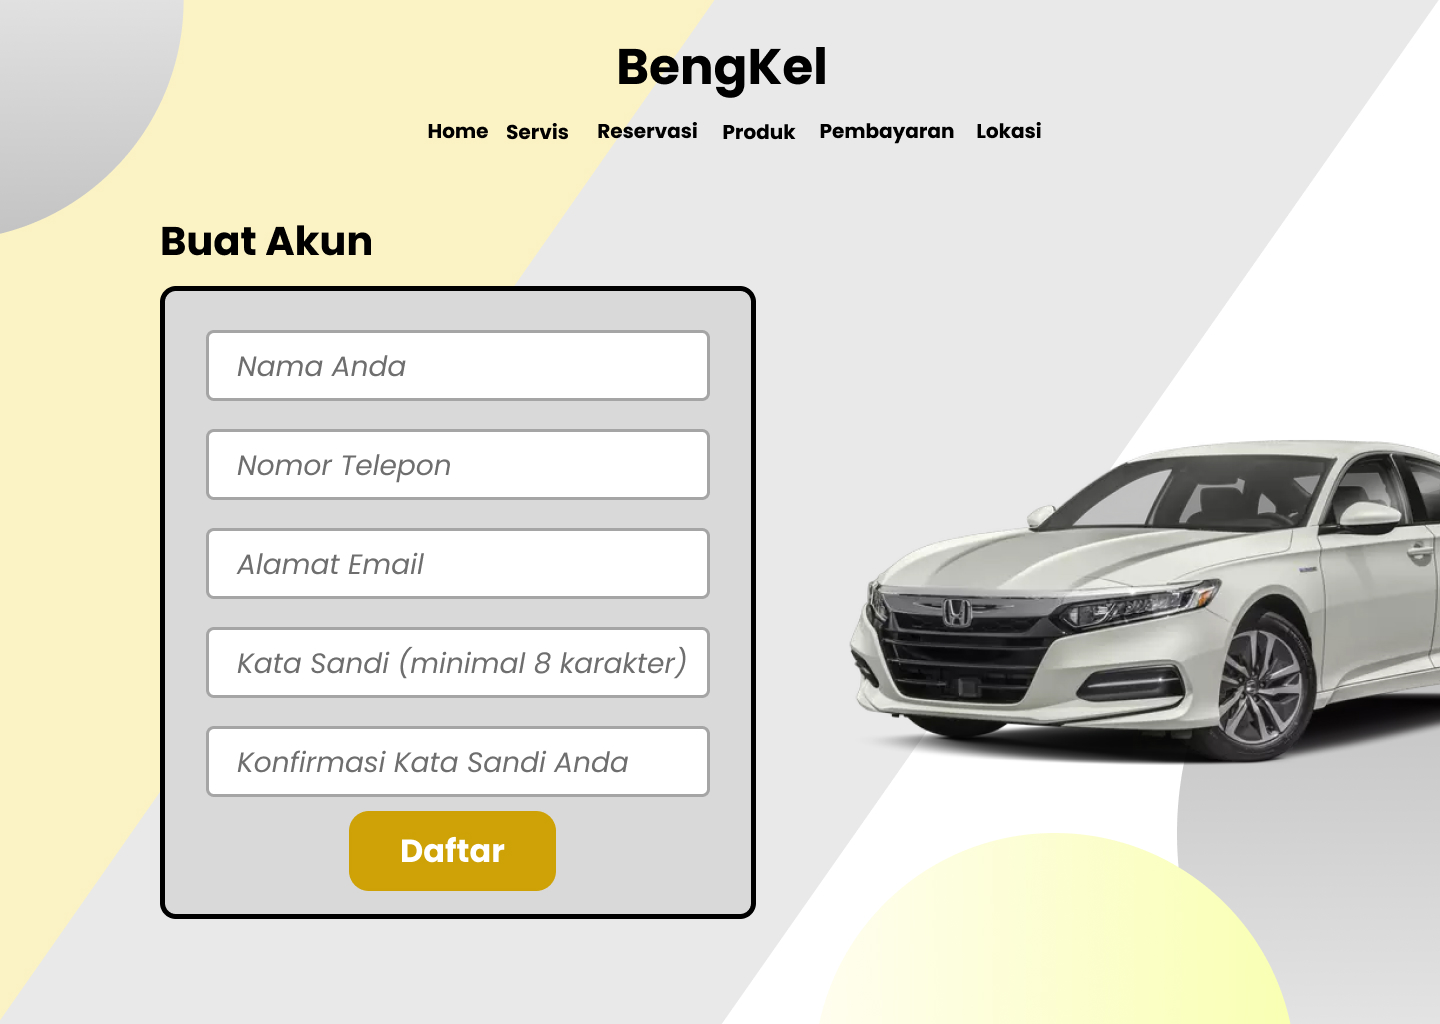 BengKel
Home Servis Reservasi Produk Pembayaran Lokasi
Buat Akun
Nama Anda
Nomor Telepon
Alamat Email
Kata Sandi (minimal 8 karakter)
Konfirmasi Kata Sandi Anda
Daftar